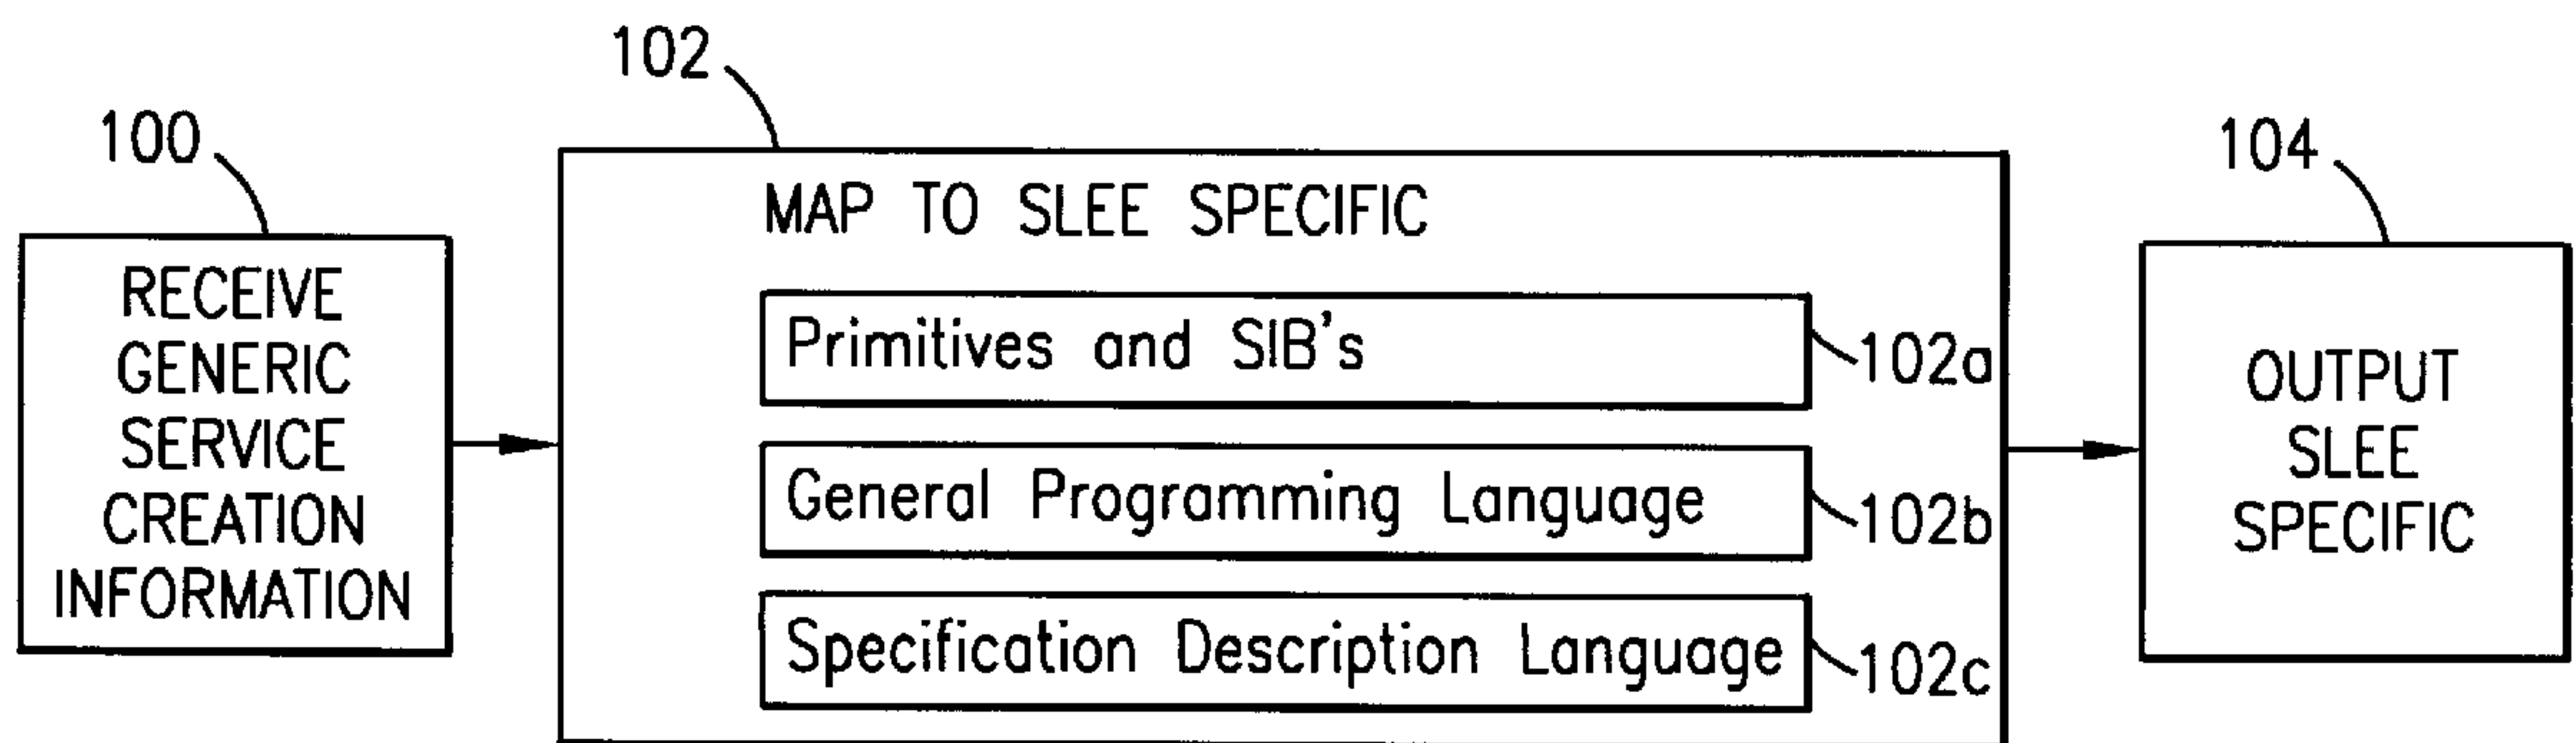 100
RECEIVE
GENERIC
SERVICE
CREATION
INFORMATION
102
MAP TO SLEE SPECIFIC
Primitives and SIB's
102a
General Programming Language
102b
Specification Description Language
102c
104
OUTPUT
SLEE
SPECIFIC